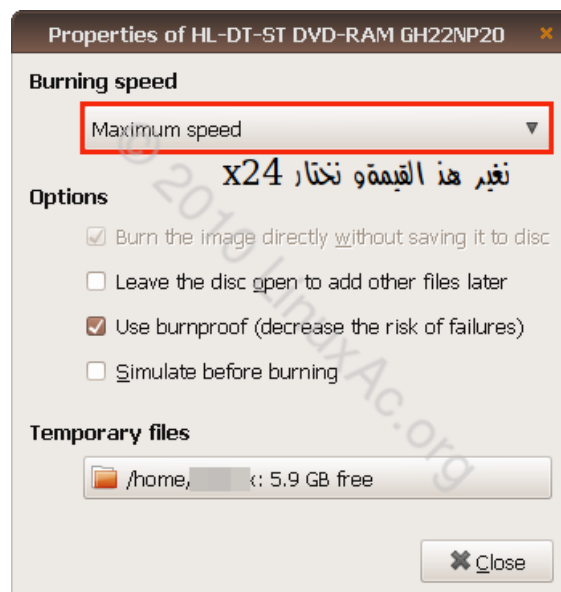 Properties of HL-DT-ST DVD-RAM GH22NP20
Burning speed
Maximum speed
نغير هذ القيمةو نختار x24
Options
Burn the image directly without saving it to disc
Leave the disc open to add other files later
Use burnproof (decrease the risk of failures)
Simulate before burning
Temporary files
/home, x: 5.9 GB free
Close
© 2010 LinuxAc.org